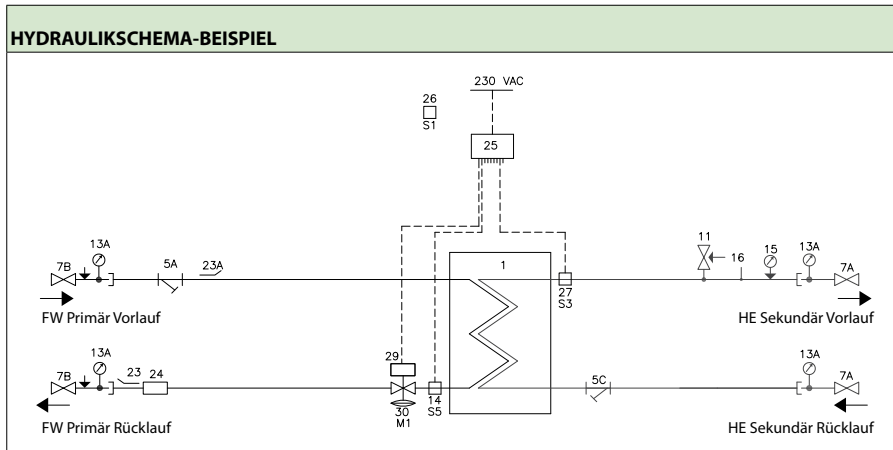 HYDRAULIKSCHEMA-BEISPIEL
230 VAC
26
S1
25
13A
7B
5A
23A
1
11
16
15
13A
7A
27
S3
FW Primär Vorlauf
HE Sekundär Vorlauf
13A
7B
23
24
29
30
M1
14
S5
5C
13A
7A
FW Primär Rücklauf
HE Sekundär Rücklauf